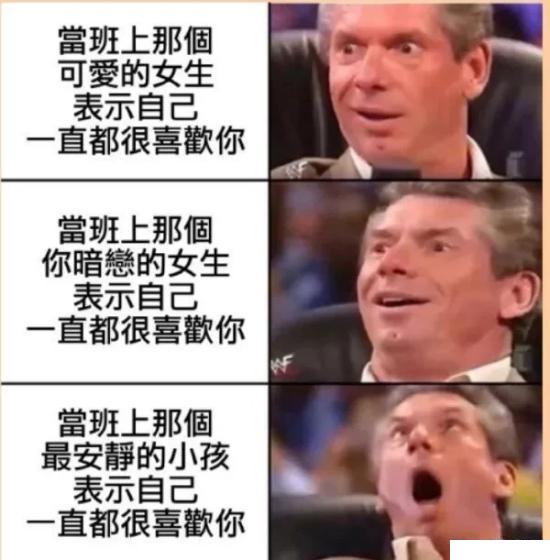 當班上那個
可愛的女生
表示自己
一直都很喜歡你
當班上那個
你暗戀的女生
表示自己
一直都很喜歡你
當班上那個
最安靜的小孩
表示自己
一直都很喜歡你